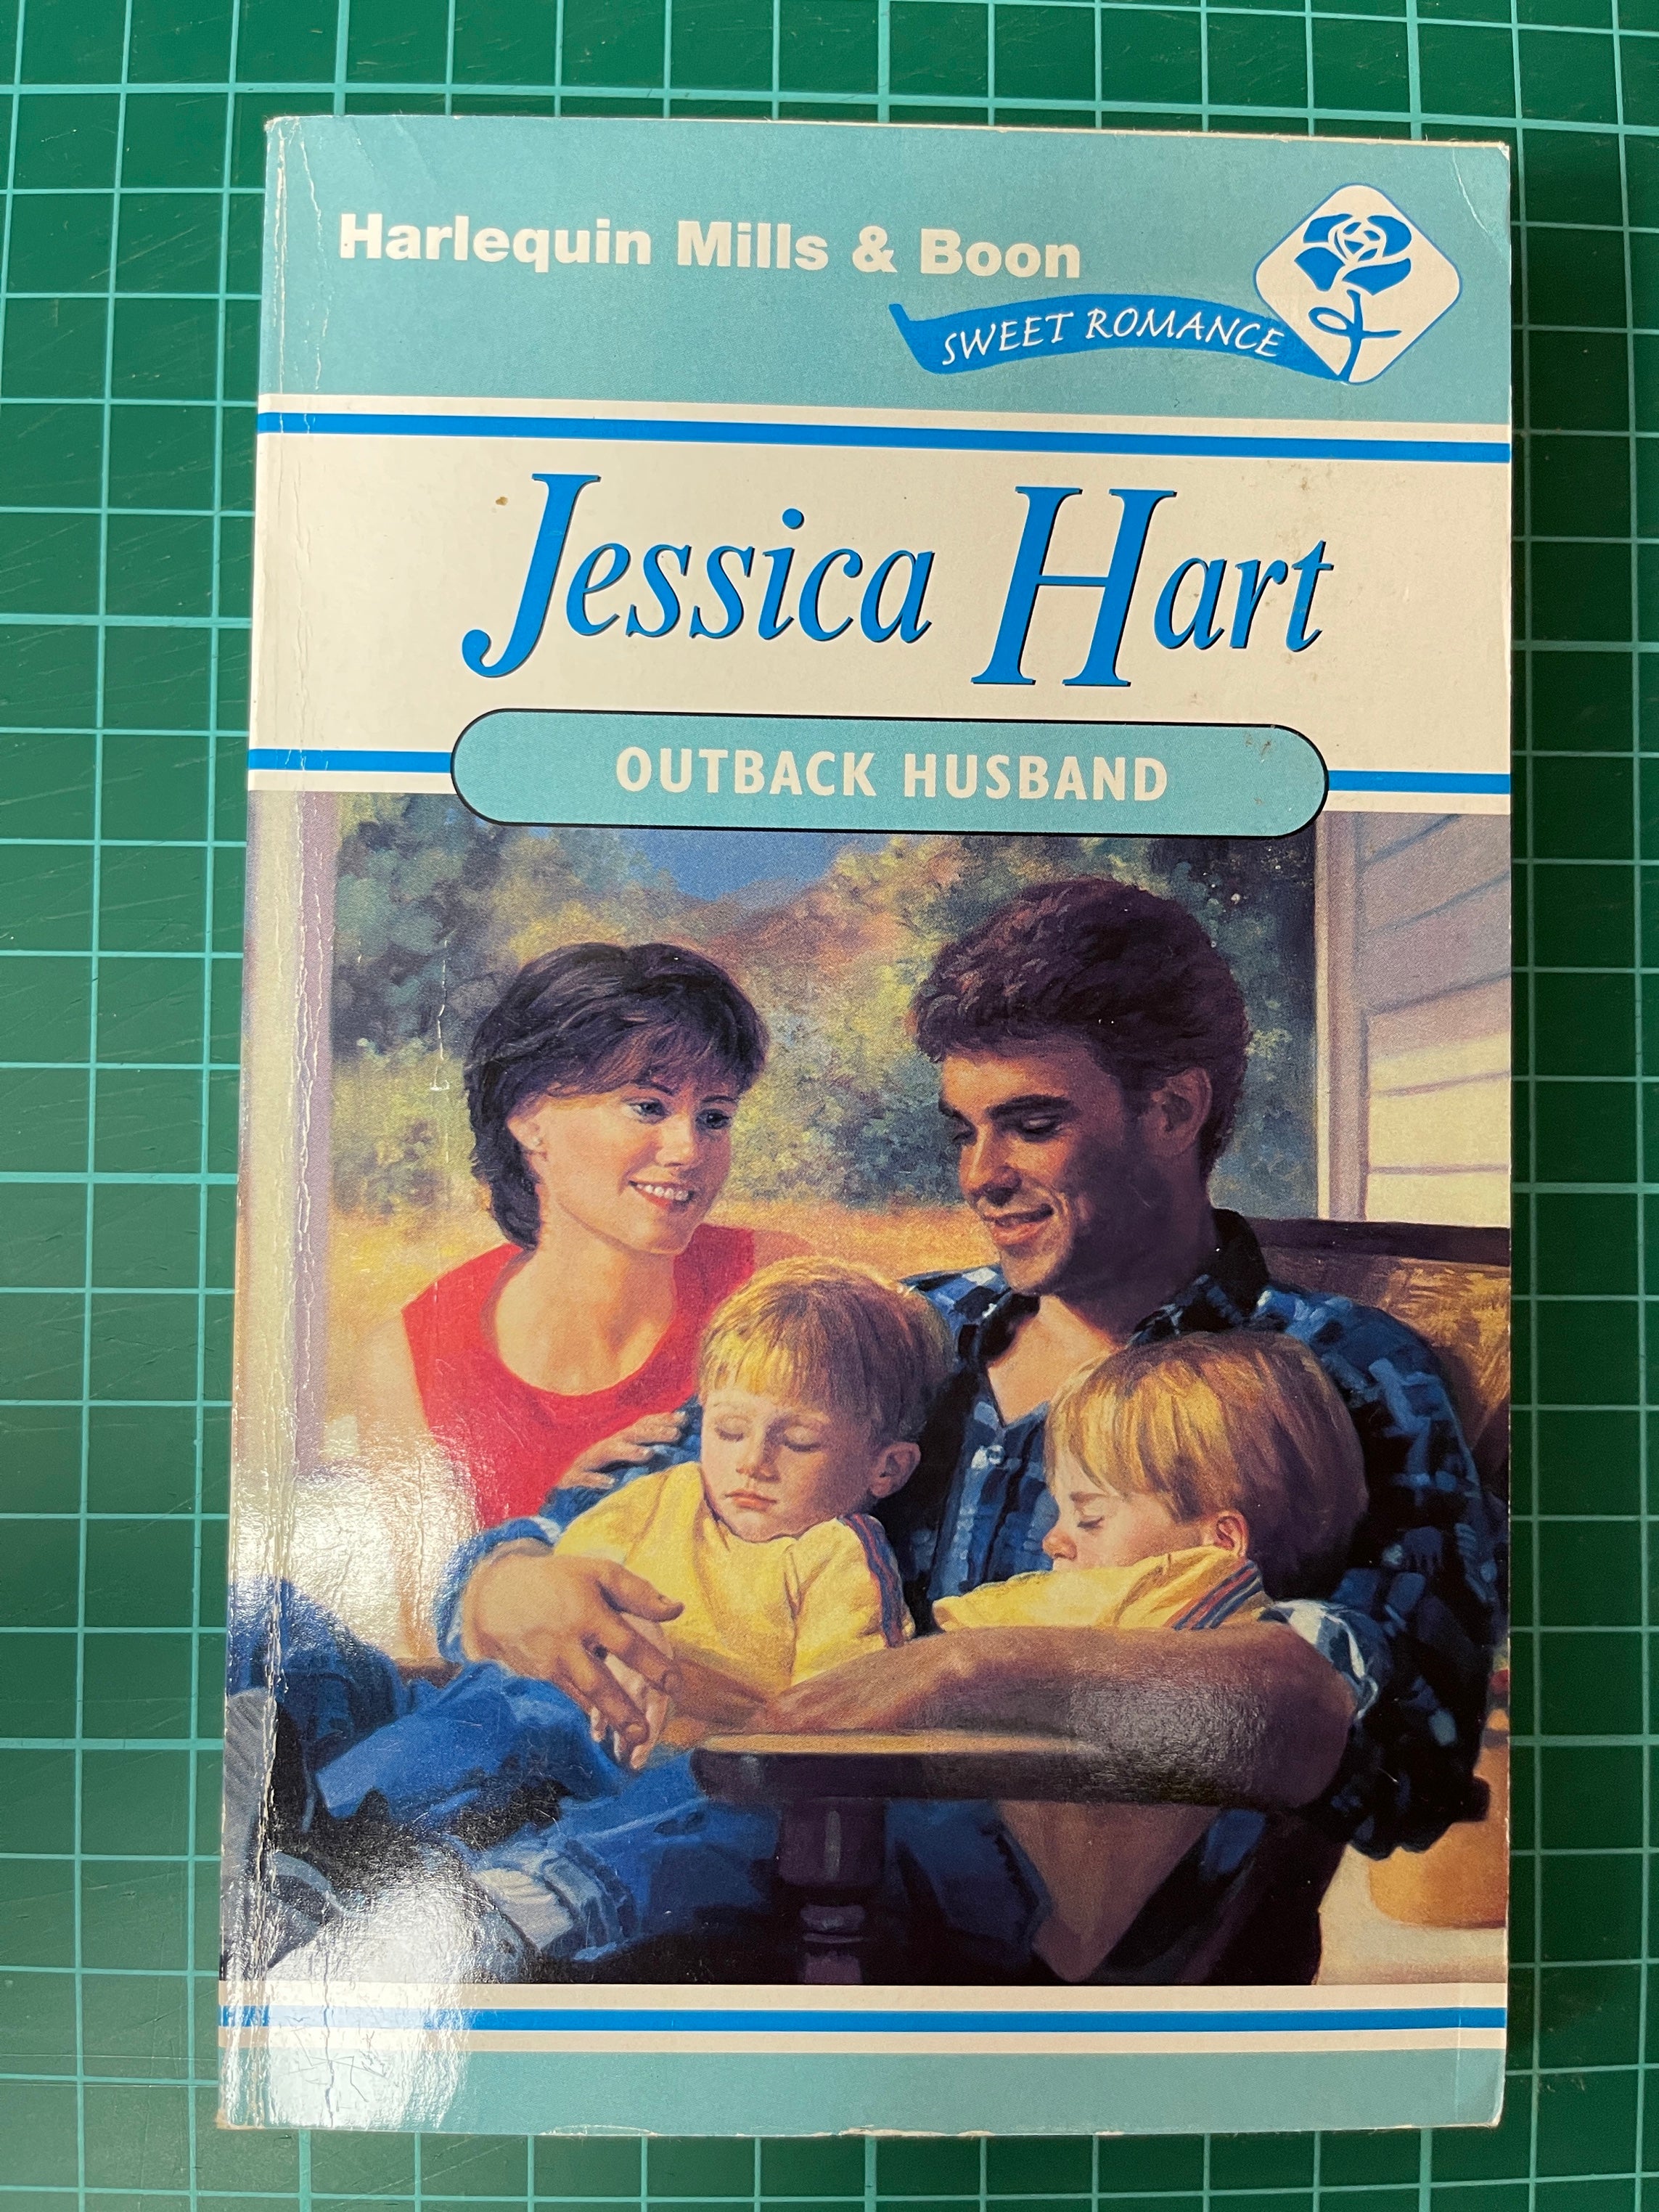 Harlequin Mills & Boon
SWEET ROMANCE
Jessica Hart
OUTBACK HUSBAND